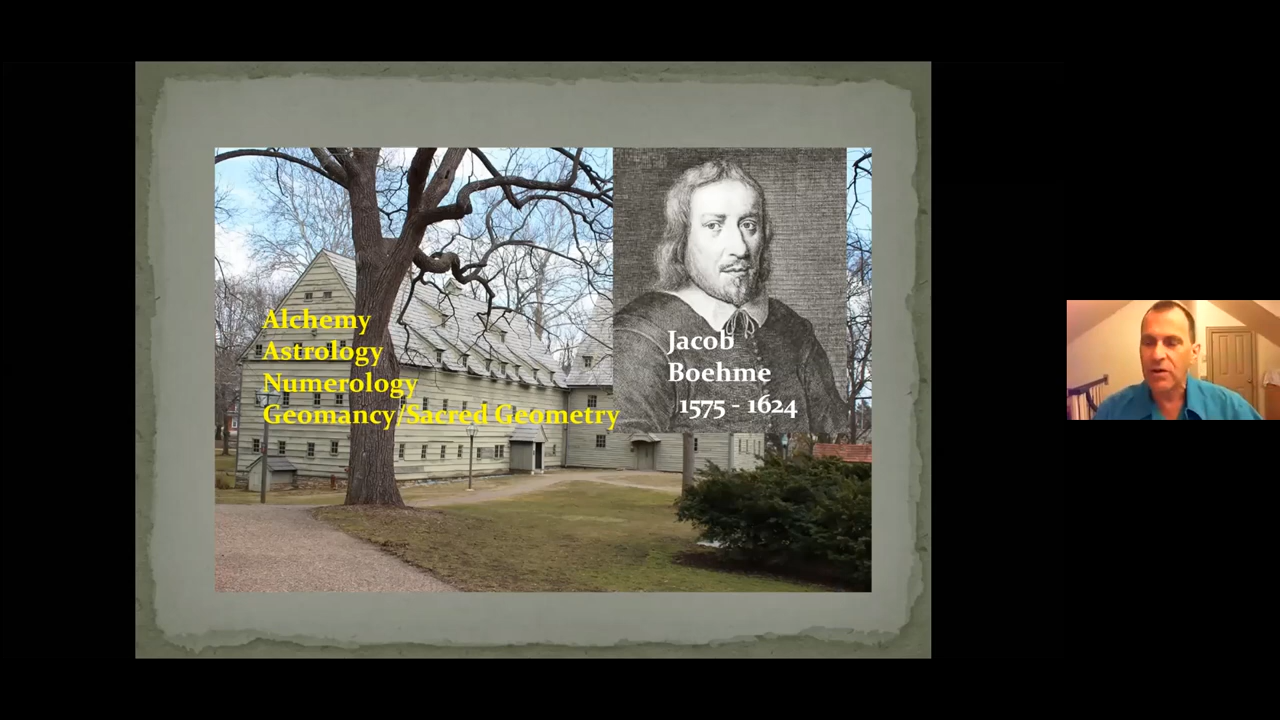 Alchemy
Astrology
Numerology
Geomancy/Sacred Geometry
Jacob
Boehme
1575 - 1624